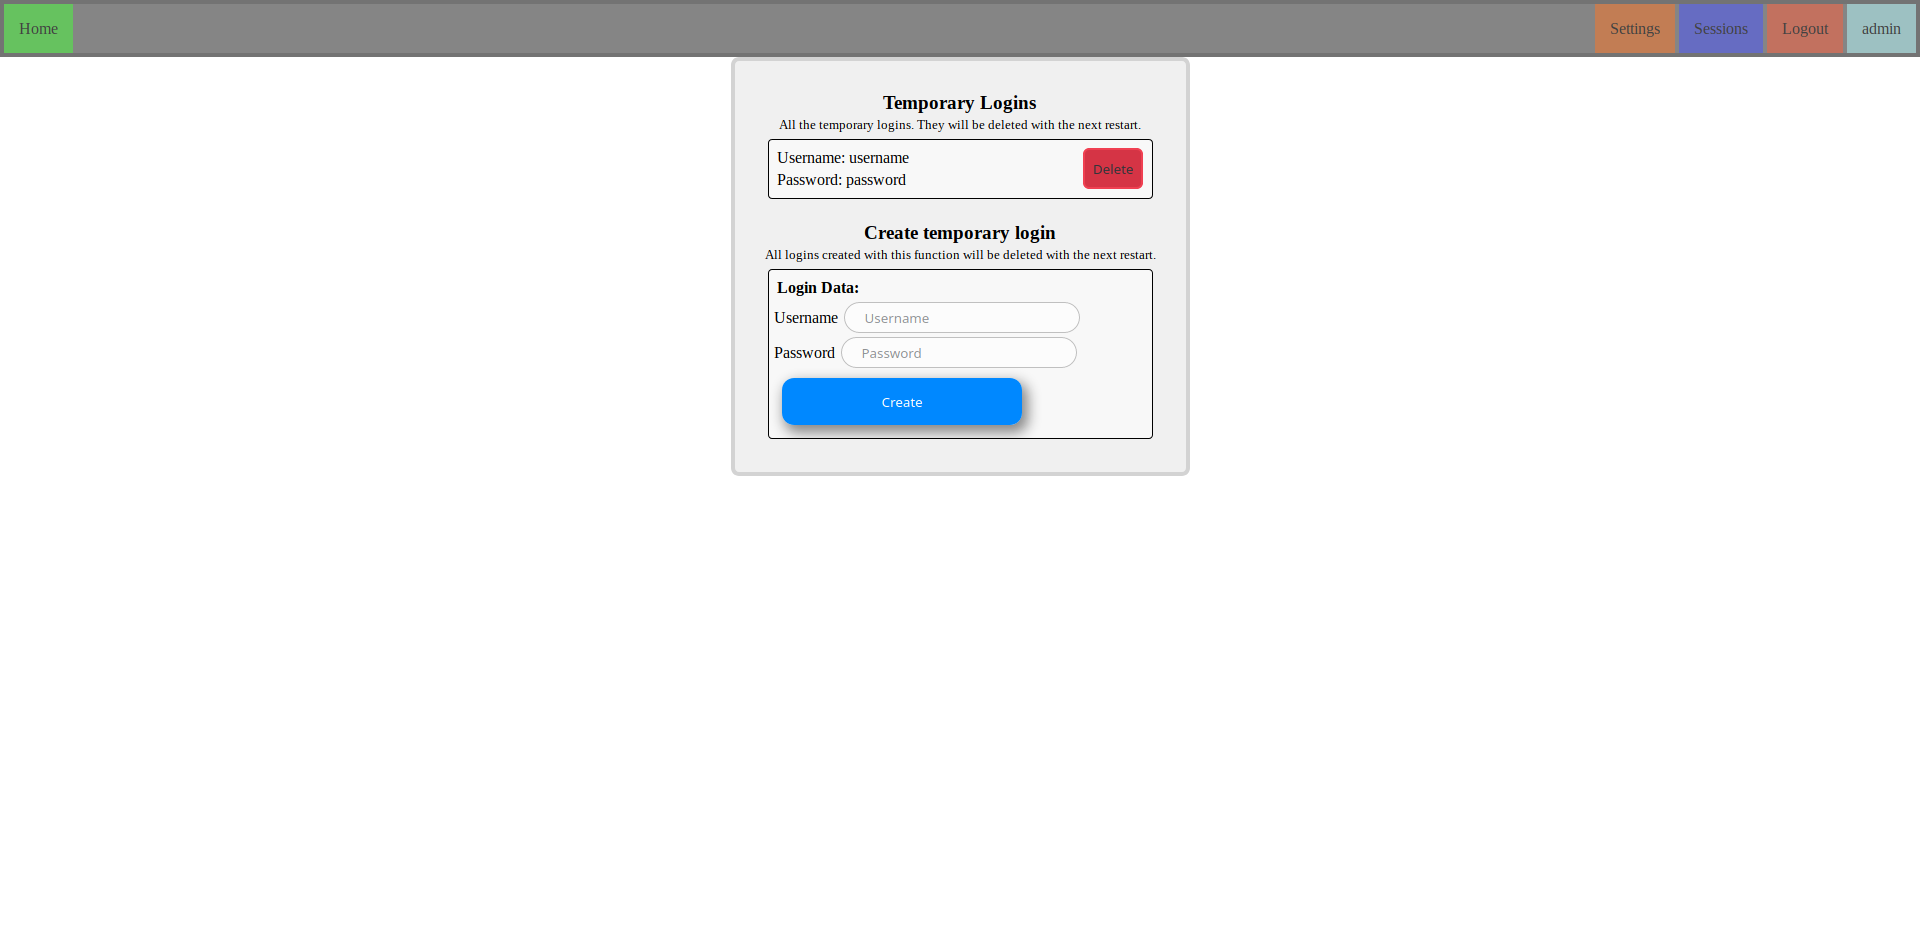 Home Settings Sessions Logout admin
Temporary Logins
All the temporary logins. They will be deleted with the next restart.
Username: username
Password: password
Delete
Create temporary login
All logins created with this function will be deleted with the next restart.
Login Data:
Username Username
Password Password
Create